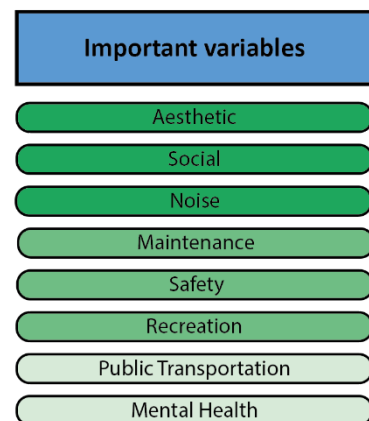 Important variables
Aesthetic
Social
Noise
Maintenance
Safety
Recreation
Public Transportation
Mental Health